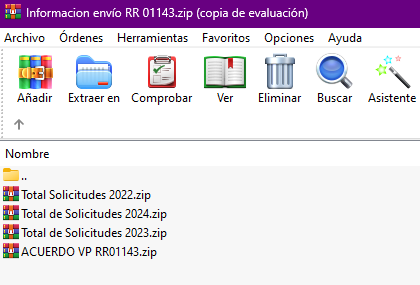 Informacion envío RR 01143.zip (copia de evaluación)
Archivo Órdenes Herramientas Favoritos Opciones Ayuda
Añadir Extraer en Comprobar Ver Eliminar Buscar Asistente
Nombre
..
Total Solicitudes 2022.zip
Total de Solicitudes 2024.zip
Total de Solicitudes 2023.zip
ACUERDO VP RR01143.zip